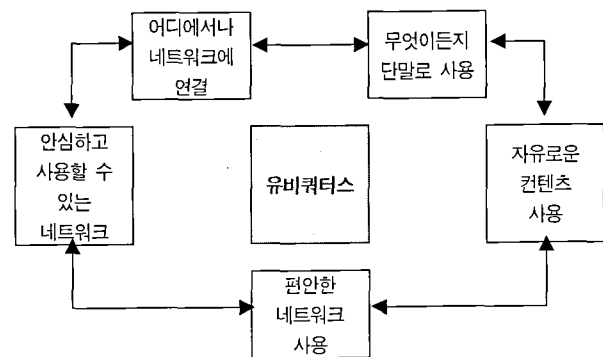 어디에서나
네트워크에
연결
무엇이든지
단말로 사용
안심하고
사용할 수
있는
네트워크
유비쿼터스
자유로운
컨텐츠
사용
편안한
네트워크
사용